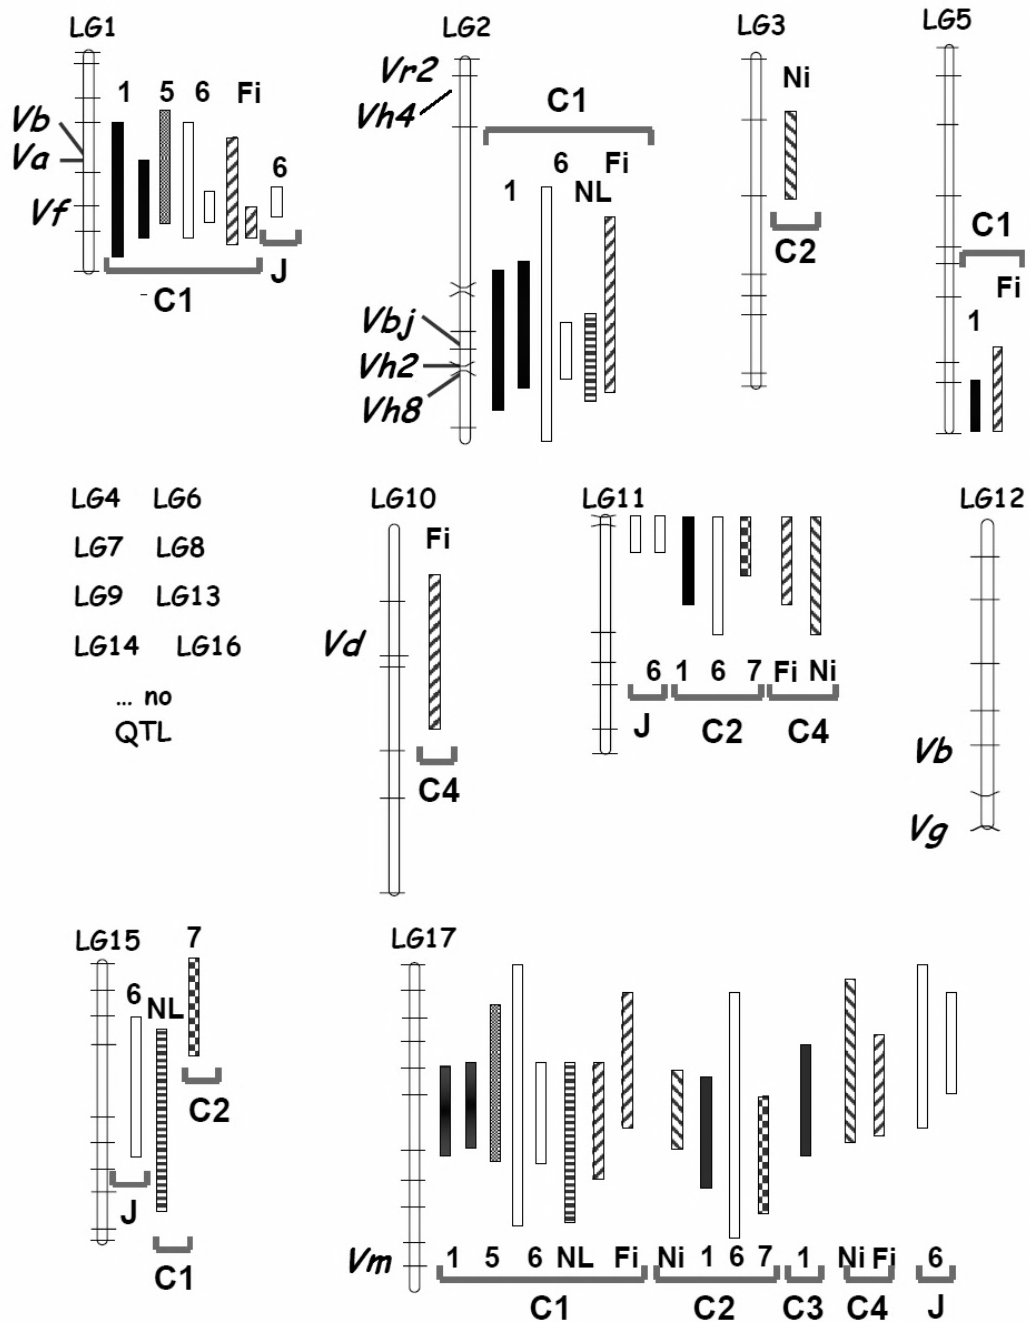 LG1
1 5 6 Fi
Vb
Va
Vf
6
J
C1
LG2
Vr2
Vh4
C1
6 Fi
1 NL
Vbj
Vh2
Vh8
LG3
Ni
C2
LG5
C1
Fi
1
LG4 LG6
LG7 LG8
LG9 LG13
LG14 LG16
... no
QTL
LG10
Fi
Vd
C4
LG11
6 1 6 7 Fi Ni
J C2 C4
LG12
Vb
Vg
LG15
7
6 NL
C2
J
C1
LG17
Vm
1 5 6 NL Fi Ni 1 6 7 1 Ni Fi 6
C1 C2 C3 C4 J